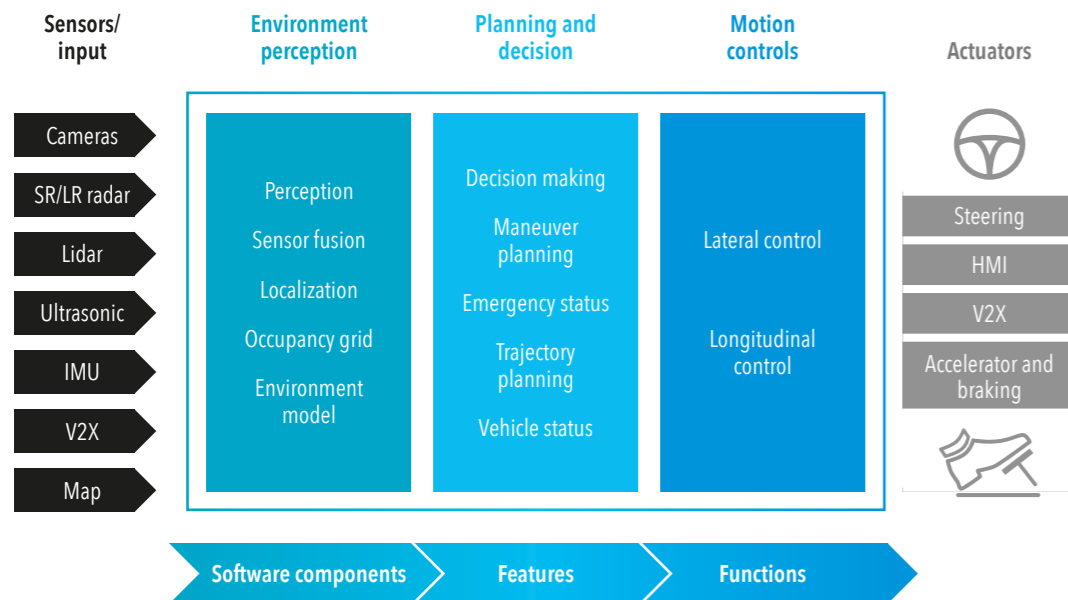 Sensors/
input
Environment
perception
Planning and
decision
Motion
controls
Actuators
Cameras
SR/LR radar
Lidar
Ultrasonic
IMU
V2X
Map
Perception
Sensor fusion
Localization
Occupancy grid
Environment
model
Decision making
Maneuver
planning
Emergency status
Trajectory
planning
Vehicle status
Lateral control
Longitudinal
control
Steering
HMI
V2X
Accelerator and
braking
Software components
Features
Functions